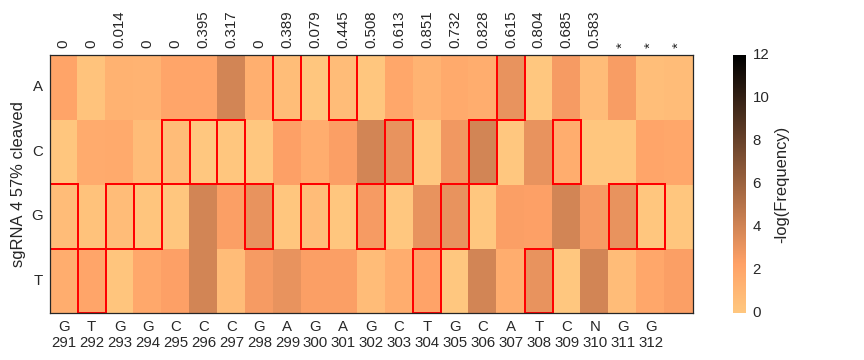 0 0 0.014 0 0 0.395 0.317 0 0.389 0.079 0.445 0.508 0.613 0.851 0.732 0.828 0.615 0.804 0.685 0.583 * * *
sgRNA 4 57% cleaved
A
C
G
T
G T G G C C C G A G A G C T G C A T C N G G
291 292 293 294 295 296 297 298 299 300 301 302 303 304 305 306 307 308 309 310 311 312
12
10
8
6
4
2
0
-log(Frequency)